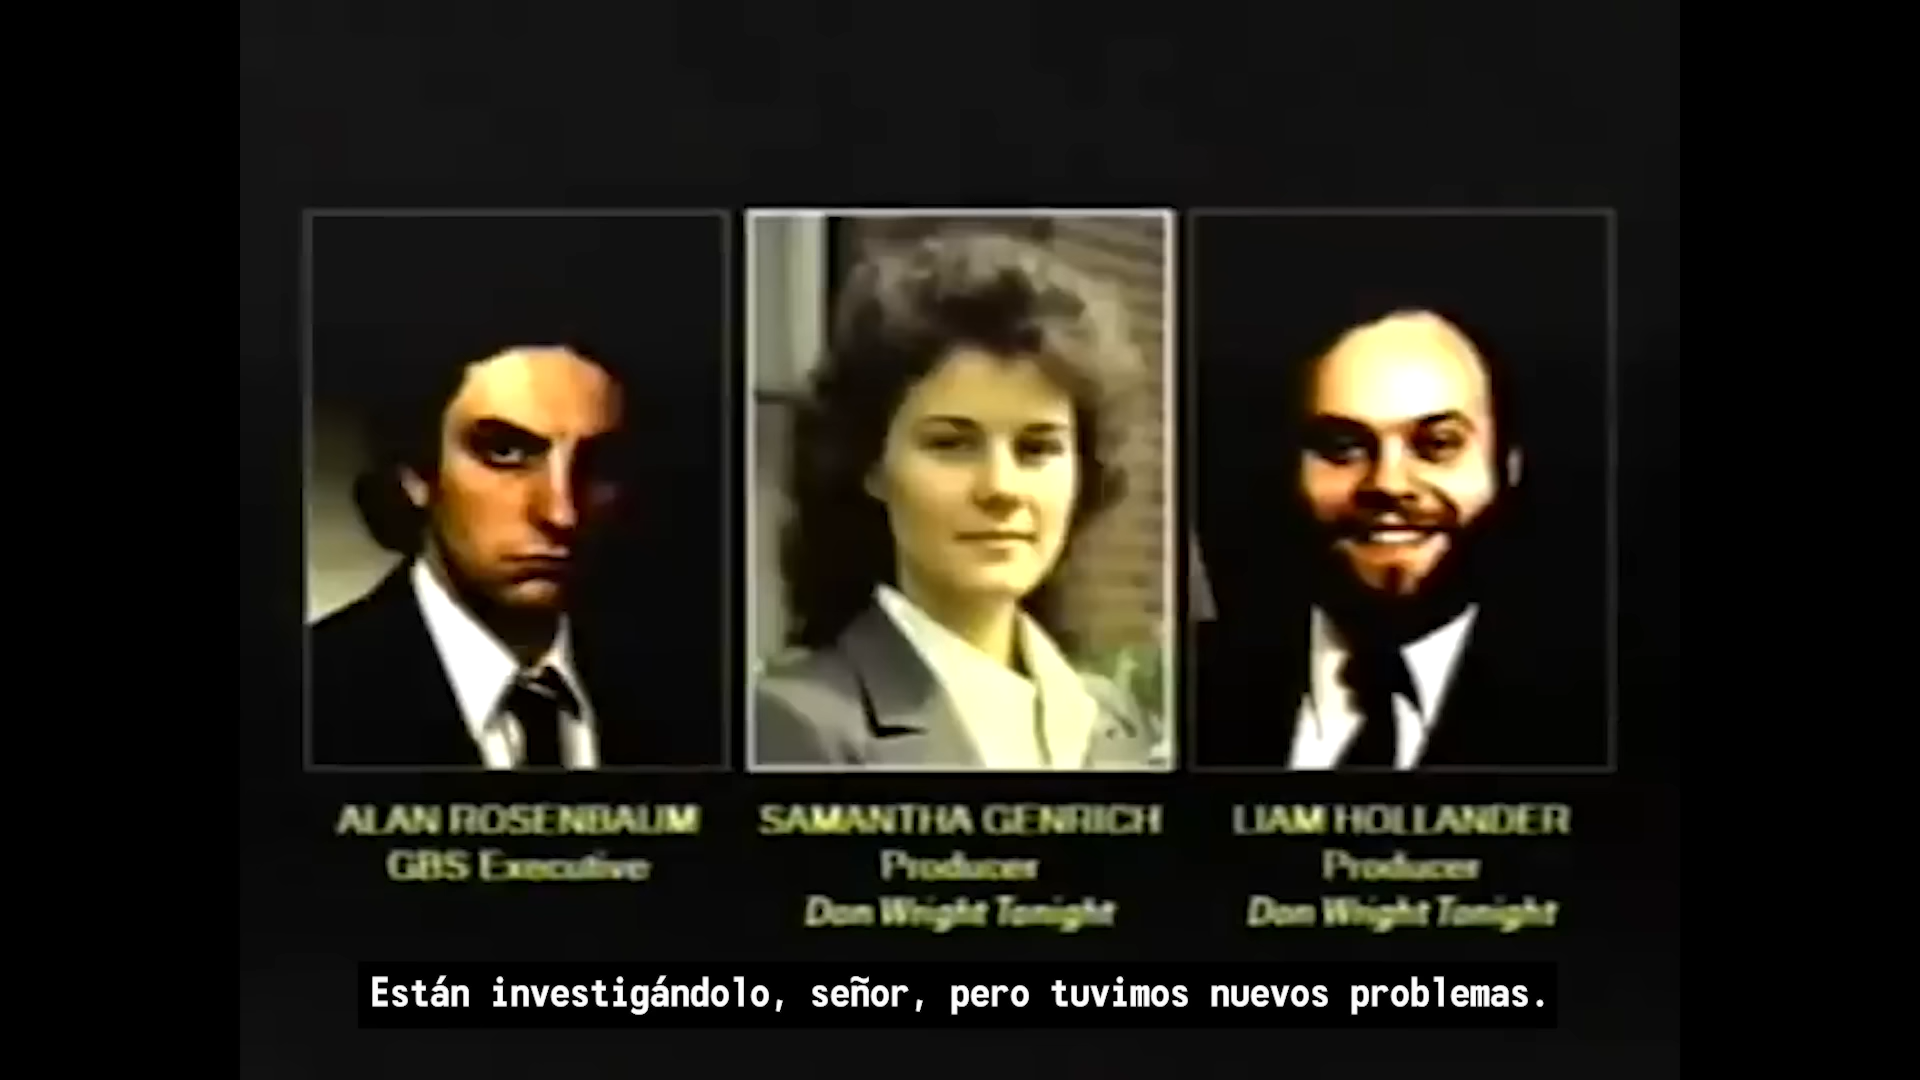 ALAN ROSENBAUM
GBS Executive
SAMANTHA GENRICH
Producer
Don Wright Tonight
LIAM HOLLANDER
Producer
Don Wright Tonight
Están investigándolo, señor, pero tuvimos nuevos problemas.